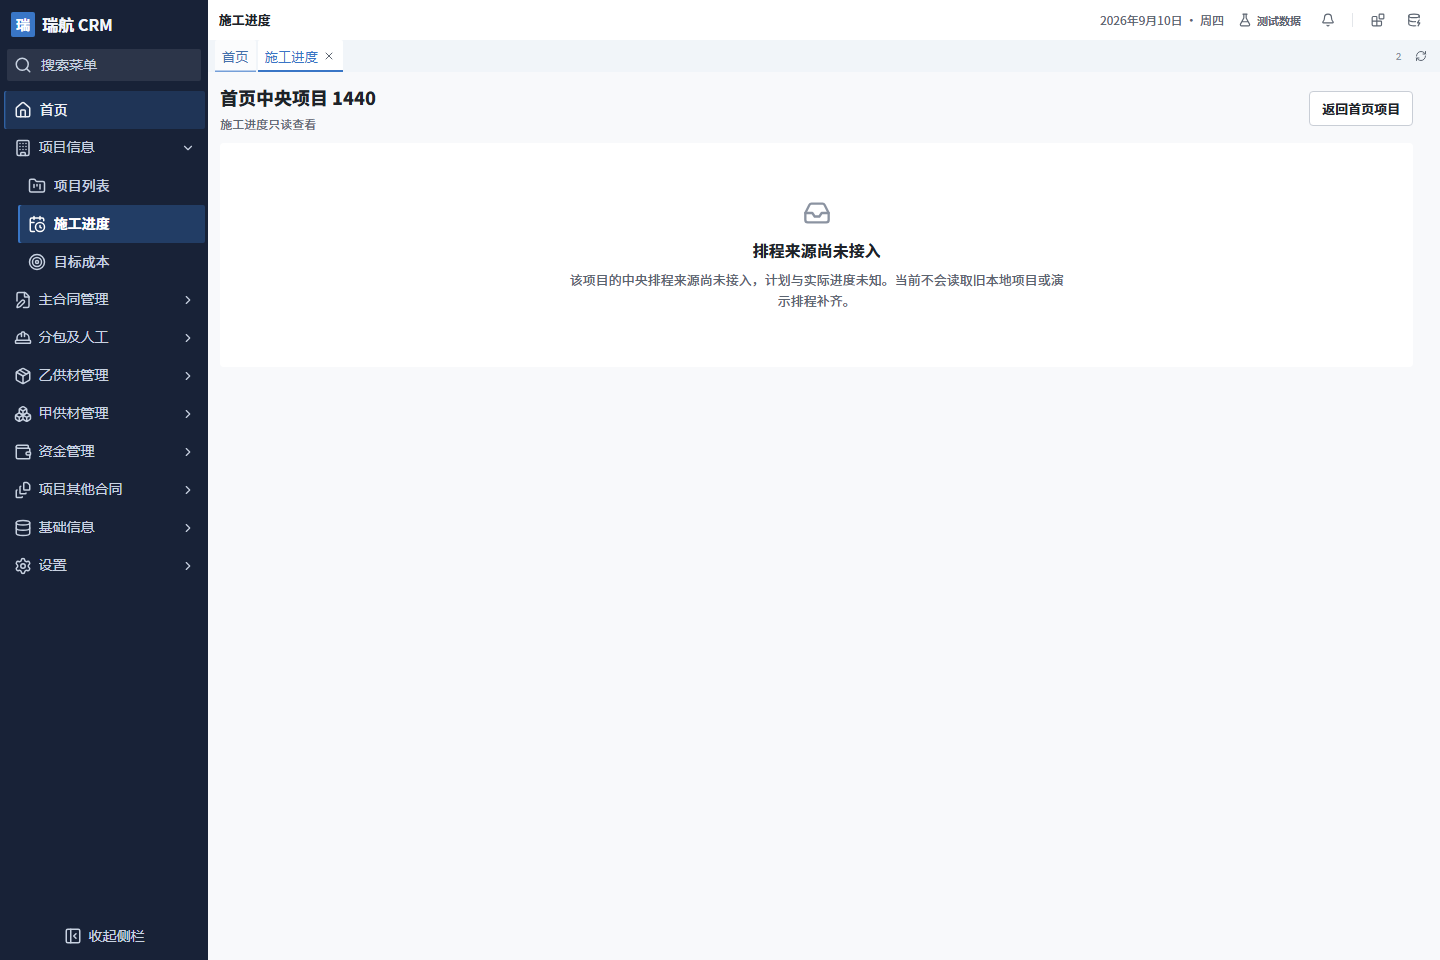 瑞 瑞航 CRM
搜索菜单
首页
项目信息
项目列表
施工进度
目标成本
主合同管理
分包及人工
乙供材管理
甲供材管理
资金管理
项目其他合同
基础信息
设置
收起侧栏
施工进度
2026年9月10日 • 周四 测试数据
首页 施工进度 2
首页中央项目 1440
施工进度只读查看
返回首页项目
排程来源尚未接入
该项目的中央排程来源尚未接入，计划与实际进度未知。当前不会读取旧本地项目或演
示排程补齐。